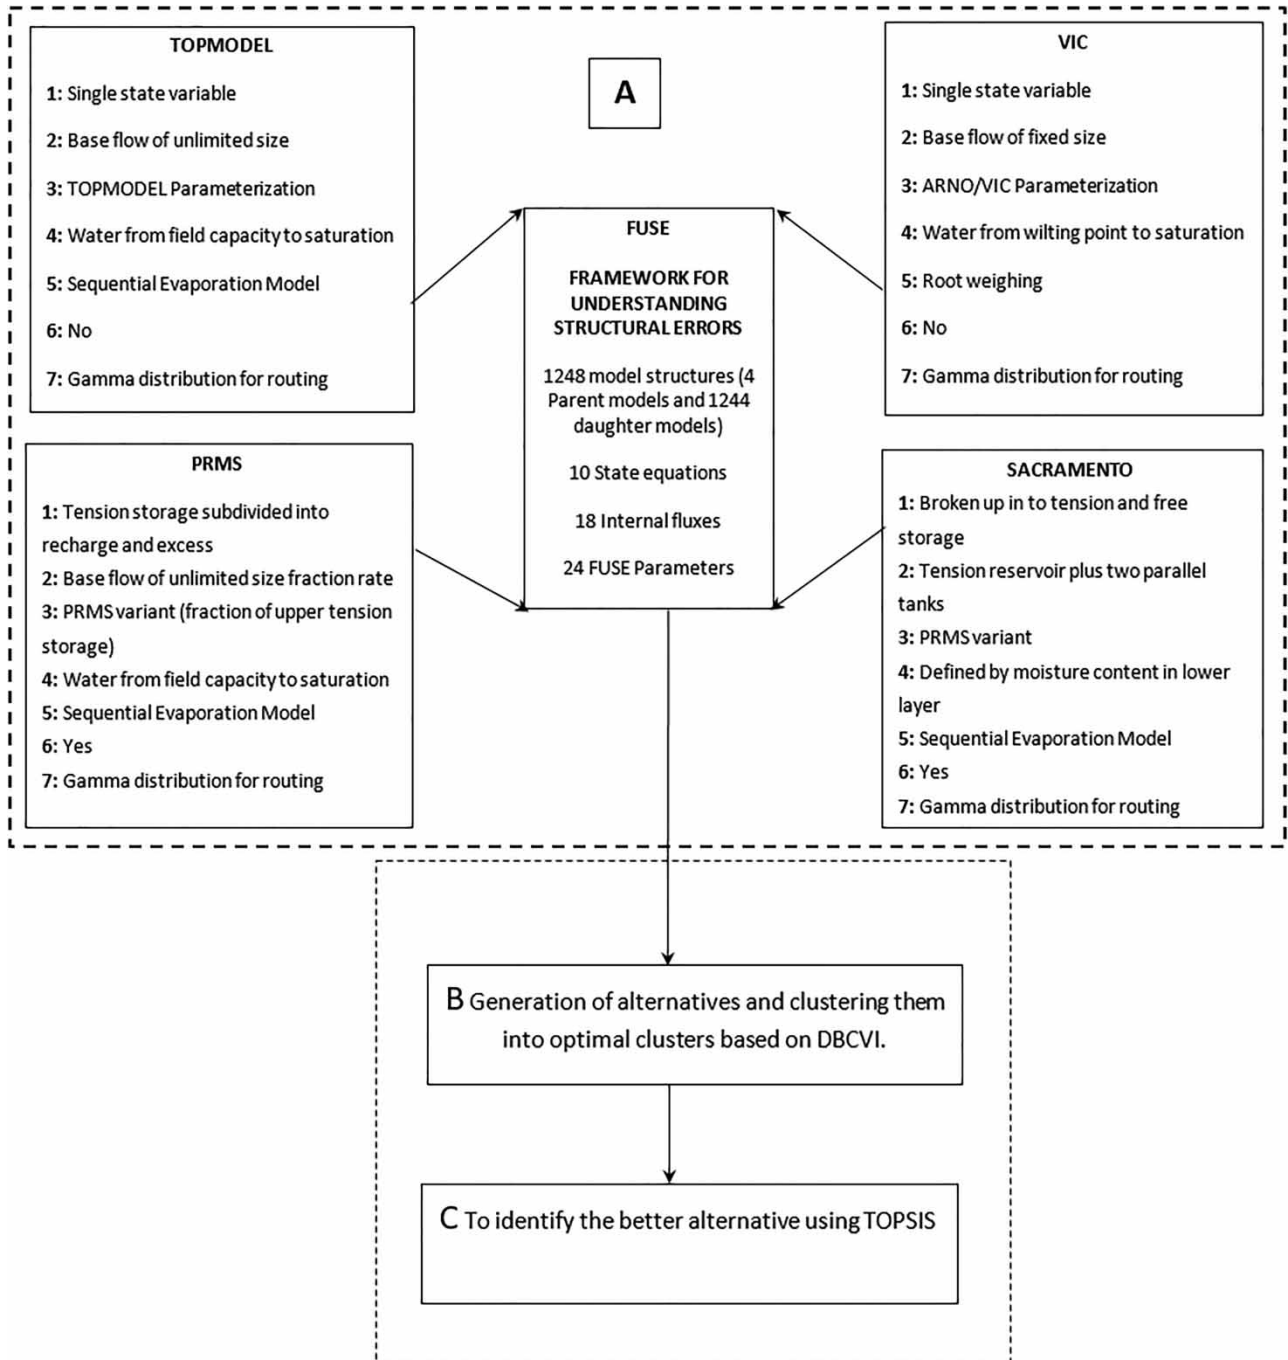 TOPMODEL
1: Single state variable
2: Base flow of unlimited size
3: TOPMODEL Parameterization
4: Water from field capacity to saturation
5: Sequential Evaporation Model
6: No
7: Gamma distribution for routing
A
VIC
1: Single state variable
2: Base flow of fixed size
3: ARNO/VIC Parameterization
4: Water from wilting point to saturation
5: Root weighing
6: No
7: Gamma distribution for routing
FUSE
FRAMEWORK FOR
UNDERSTANDING
STRUCTURAL ERRORS
1248 model structures (4
Parent models and 1244
daughter models)
10 State equations
18 Internal fluxes
24 FUSE Parameters
PRMS
1: Tension storage subdivided into
recharge and excess
2: Base flow of unlimited size fraction rate
3: PRMS variant (fraction of upper tension
storage)
4: Water from field capacity to saturation
5: Sequential Evaporation Model
6: Yes
7: Gamma distribution for routing
SACRAMENTO
1: Broken up in to tension and free
storage
2: Tension reservoir plus two parallel
tanks
3: PRMS variant
4: Defined by moisture content in lower
layer
5: Sequential Evaporation Model
6: Yes
7: Gamma distribution for routing
B Generation of alternatives and clustering them
into optimal clusters based on DBCVI.
C To identify the better alternative using TOPSIS